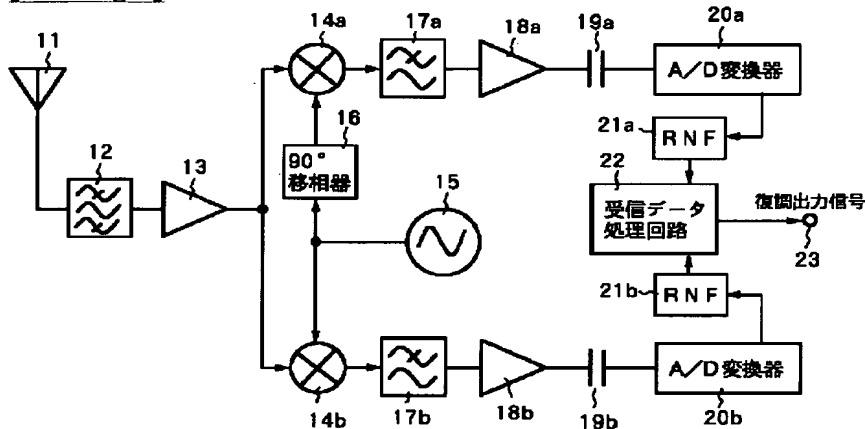 11
12
13
14a
16
90°
移相器
15
14b
17a
17b
18a
18b
19a
19b
20a
A/D変換器
21a
RNF
22
受信データ
処理回路
復調出力信号
23
21b
RNF
A/D変換器
20b